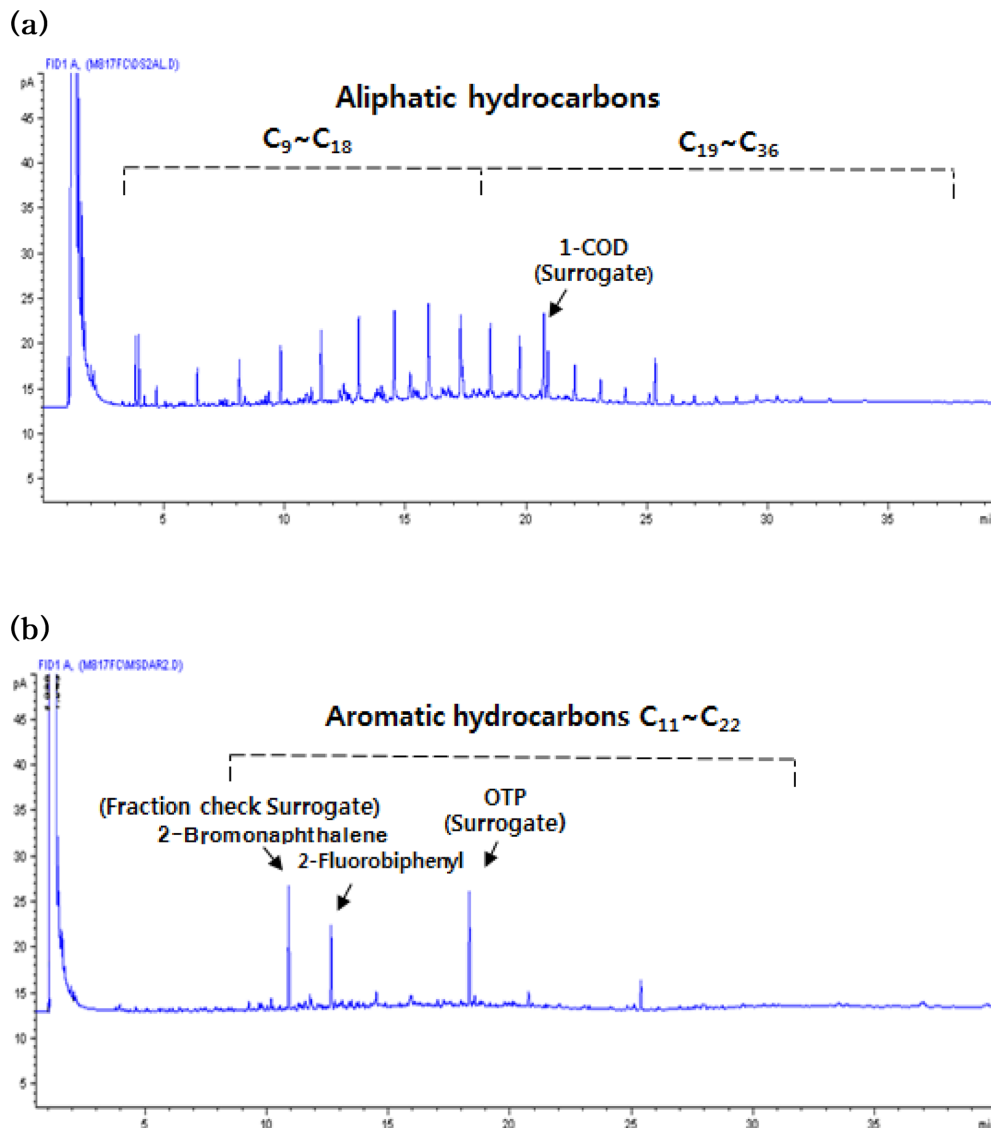 (a)
FID1 A, (M817FC\DS2AL.D)
pA
Aliphatic hydrocarbons
C₉~C₁₈
C₁₉~C₃₆
1-COD
(Surrogate)
45
40
35
30
25
20
15
10
5
5 10 15 20 25 30 35 mi
(b)
FID1 A, (M817FC\MSDAR2.D)
pA
Aromatic hydrocarbons C₁₁~C₂₂
(Fraction check Surrogate)
2-Bromonaphthalene
2-Fluorobiphenyl
OTP
(Surrogate)
45
40
35
30
25
20
15
10
5
10 15 20 25 30 35 mi